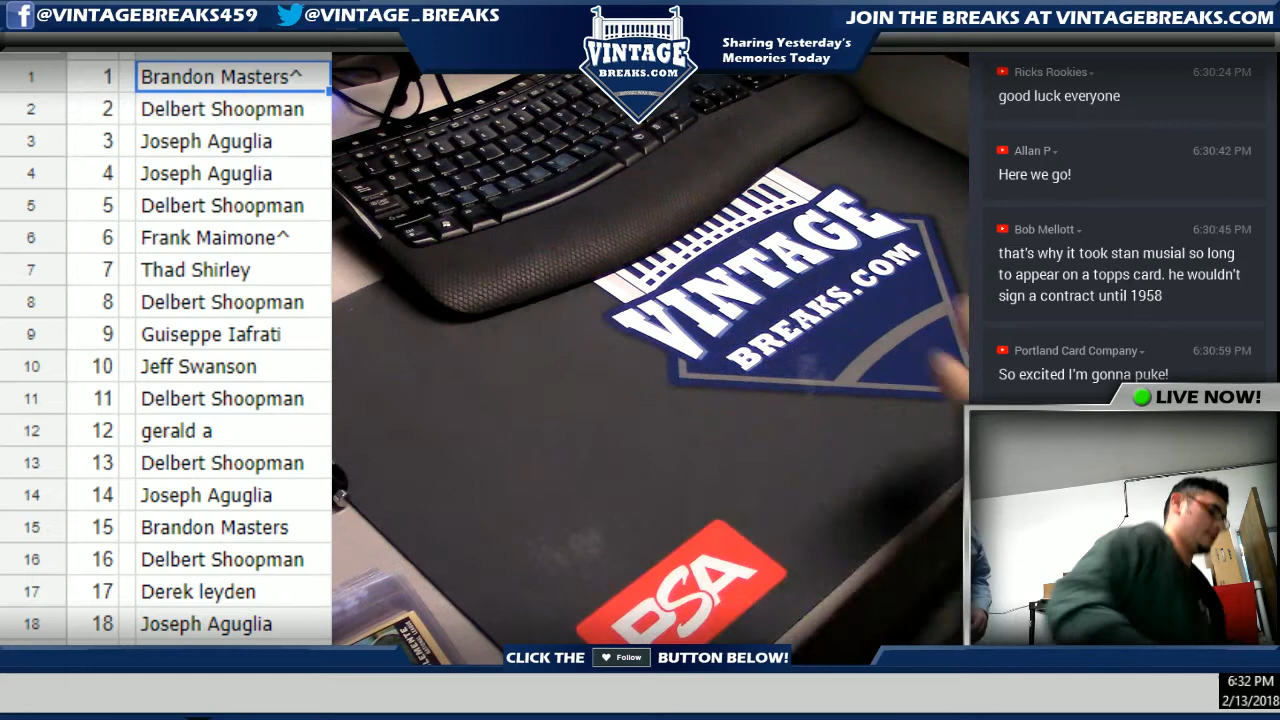 @VINTAGEBREAKS459 @VINTAGE_BREAKS
VINTAGE
BREAKS.COM
Sharing Yesterday's
Memories Today
JOIN THE BREAKS AT VINTAGEBREAKS.COM
1 1 Brandon Masters^
2 2 Delbert Shoopman
3 3 Joseph Aguglia
4 4 Joseph Aguglia
5 5 Delbert Shoopman
6 6 Frank Maimone^
7 7 Thad Shirley
8 8 Delbert Shoopman
9 9 Guiseppe Iafrati
10 10 Jeff Swanson
11 11 Delbert Shoopman
12 12 gerald a
13 13 Delbert Shoopman
14 14 Joseph Aguglia
15 15 Brandon Masters
16 16 Delbert Shoopman
17 17 Derek leyden
18 18 Joseph Aguglia
VINTAGE
BREAKS.COM
PSA
CLEMENTE
Ricks Rookies 6:30:24 PM
good luck everyone
Allan P 6:30:42 PM
Here we go!
Bob Mellott 6:30:45 PM
that's why it took stan musial so long
to appear on a topps card. he wouldn't
sign a contract until 1958
Portland Card Company 6:30:59 PM
So excited I'm gonna puke!
LIVE NOW!
CLICK THE Follow BUTTON BELOW!
6:32 PM
2/13/2018